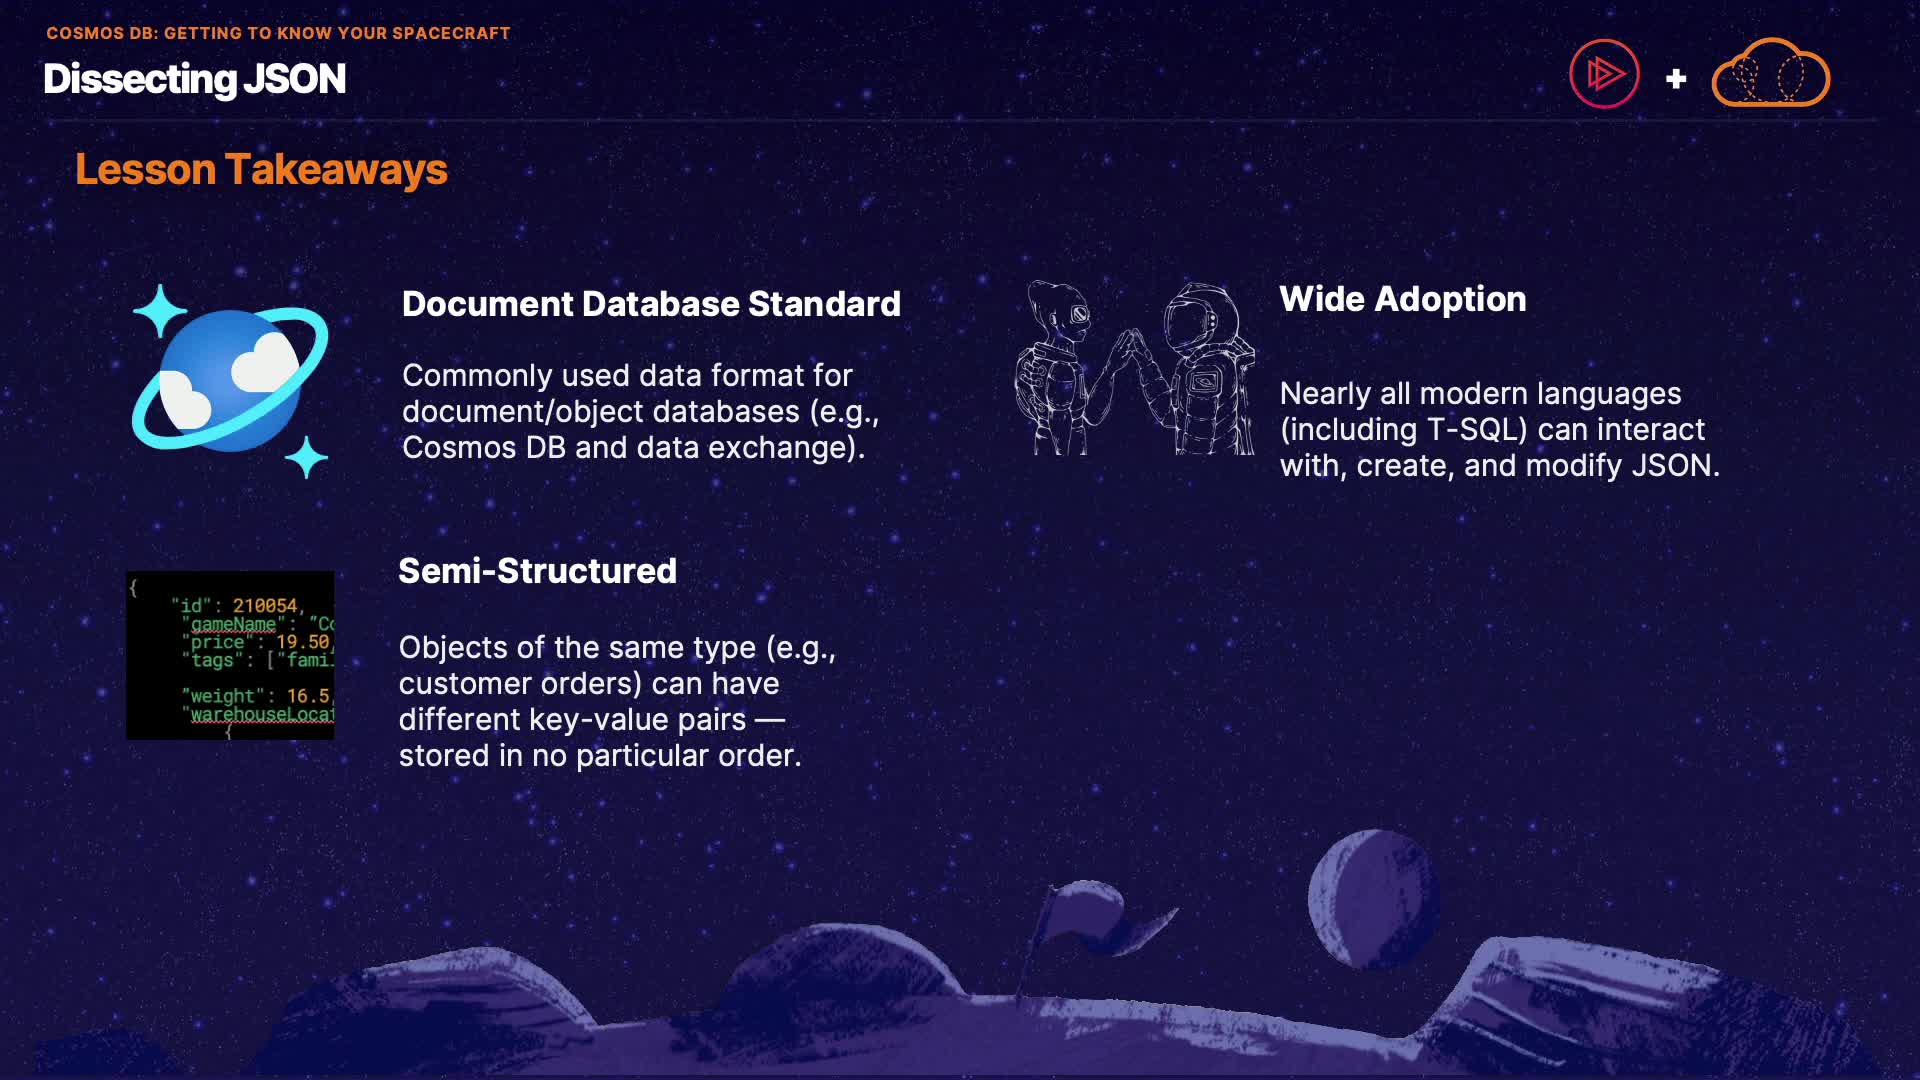 COSMOS DB: GETTING TO KNOW YOUR SPACECRAFT
Dissecting JSON
+
Lesson Takeaways
Document Database Standard
Commonly used data format for
document/object databases (e.g.,
Cosmos DB and data exchange).
Wide Adoption
Nearly all modern languages
(including T-SQL) can interact
with, create, and modify JSON.
{
"id": 210054,
"gameName": "Co
"price": 19.50,
"tags": ["fami
"weight": 16.5,
"warehouseLocat
{
Semi-Structured
Objects of the same type (e.g.,
customer orders) can have
different key-value pairs —
stored in no particular order.